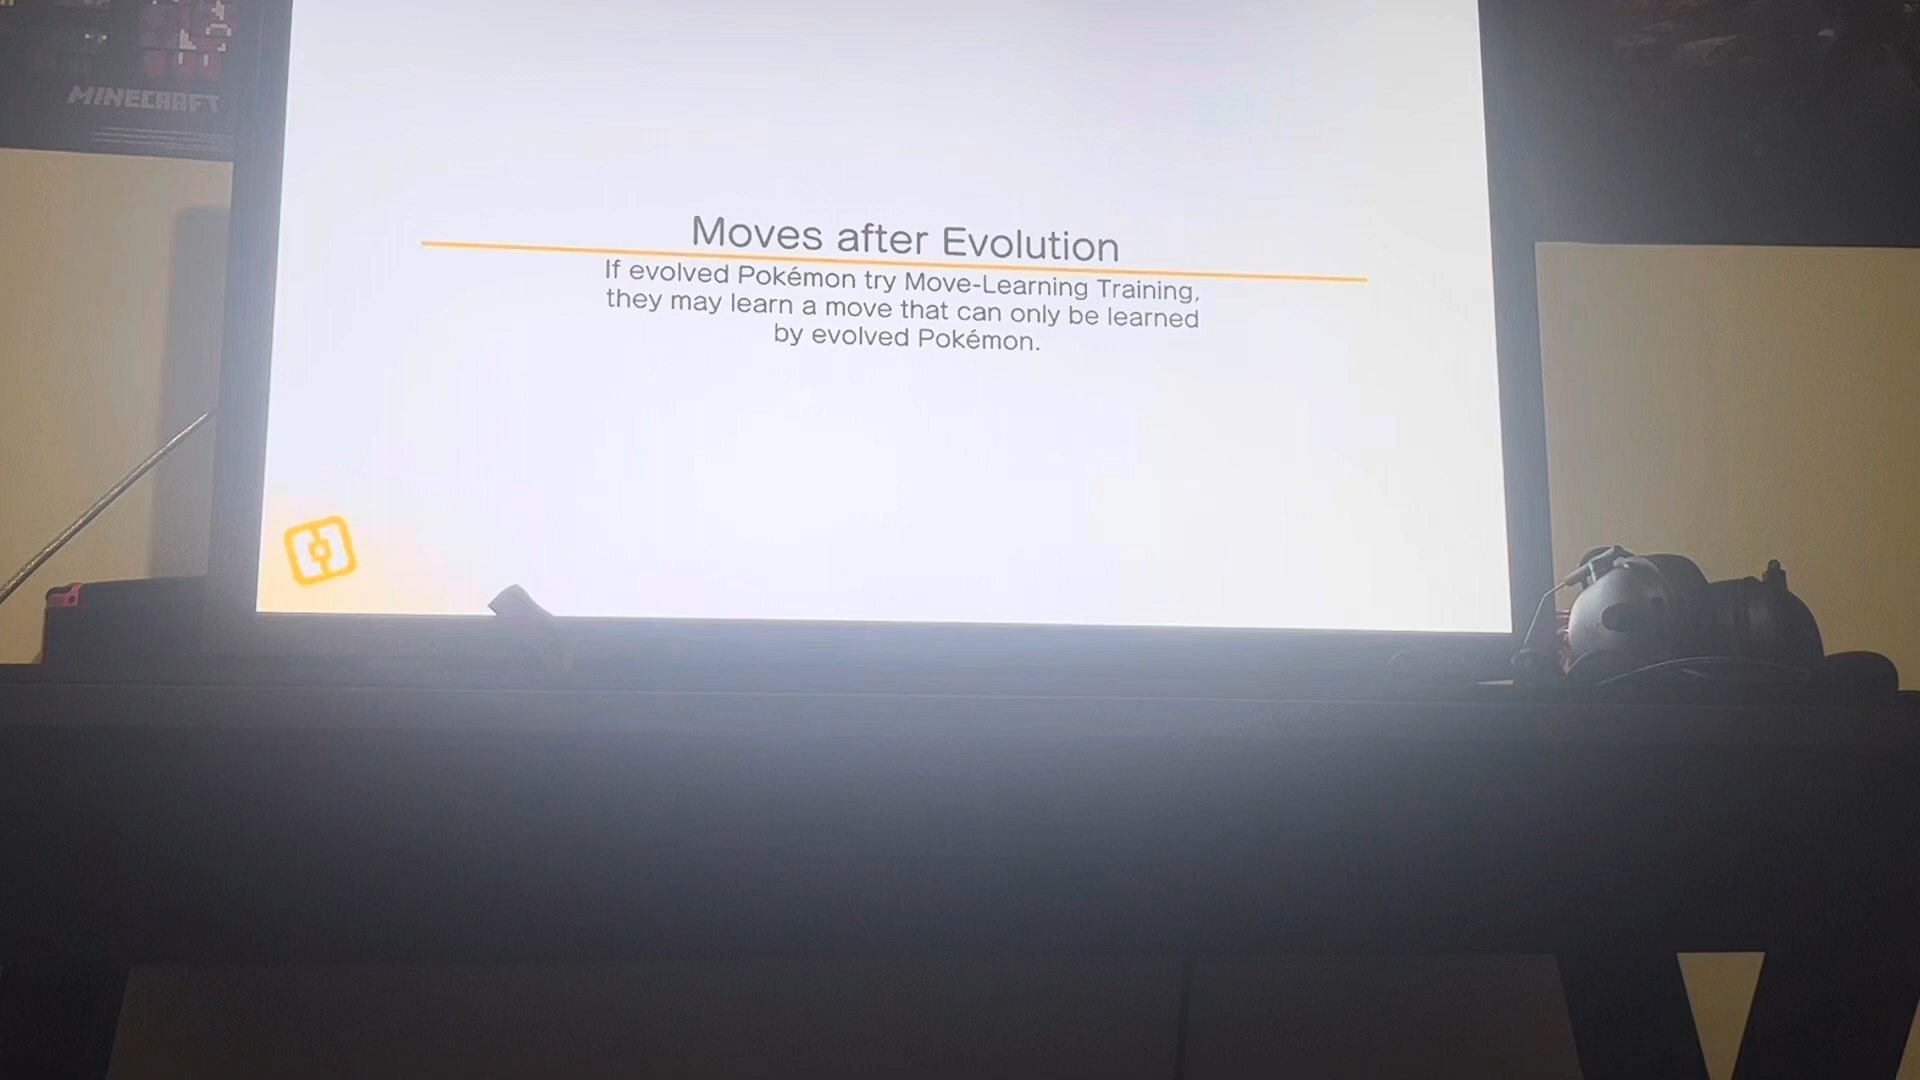 MINECRAFT
Moves after Evolution
If evolved Pokémon try Move-Learning Training,
they may learn a move that can only be learned
by evolved Pokémon.